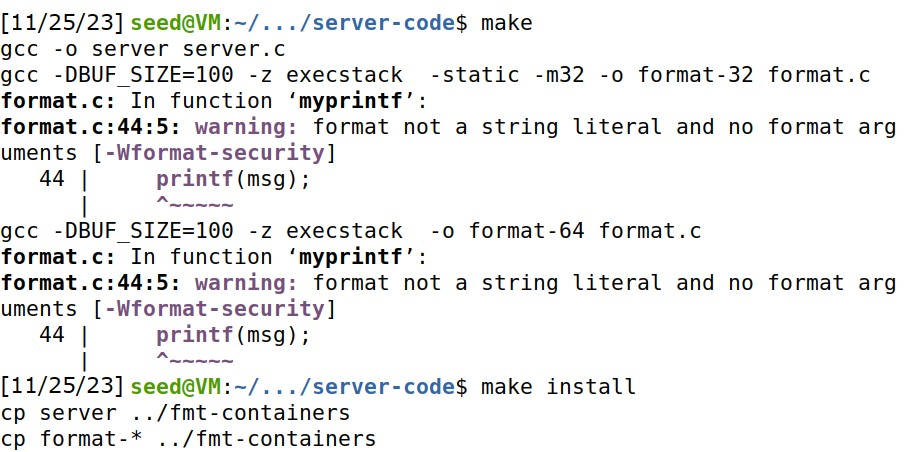 [11/25/23] seed@VM:~/.../server-code$ make
gcc -o server server.c
gcc -DBUF_SIZE=100 -z execstack  -static -m32 -o format-32 format.c
format.c: In function ‘myprintf’:
format.c:44:5: warning: format not a string literal and no format arg
uments [-Wformat-security]
   44 |     printf(msg);
      |     ^~~~~~
gcc -DBUF_SIZE=100 -z execstack  -o format-64 format.c
format.c: In function ‘myprintf’:
format.c:44:5: warning: format not a string literal and no format arg
uments [-Wformat-security]
   44 |     printf(msg);
      |     ^~~~~~
[11/25/23] seed@VM:~/.../server-code$ make install
cp server ../fmt-containers
cp format-* ../fmt-containers